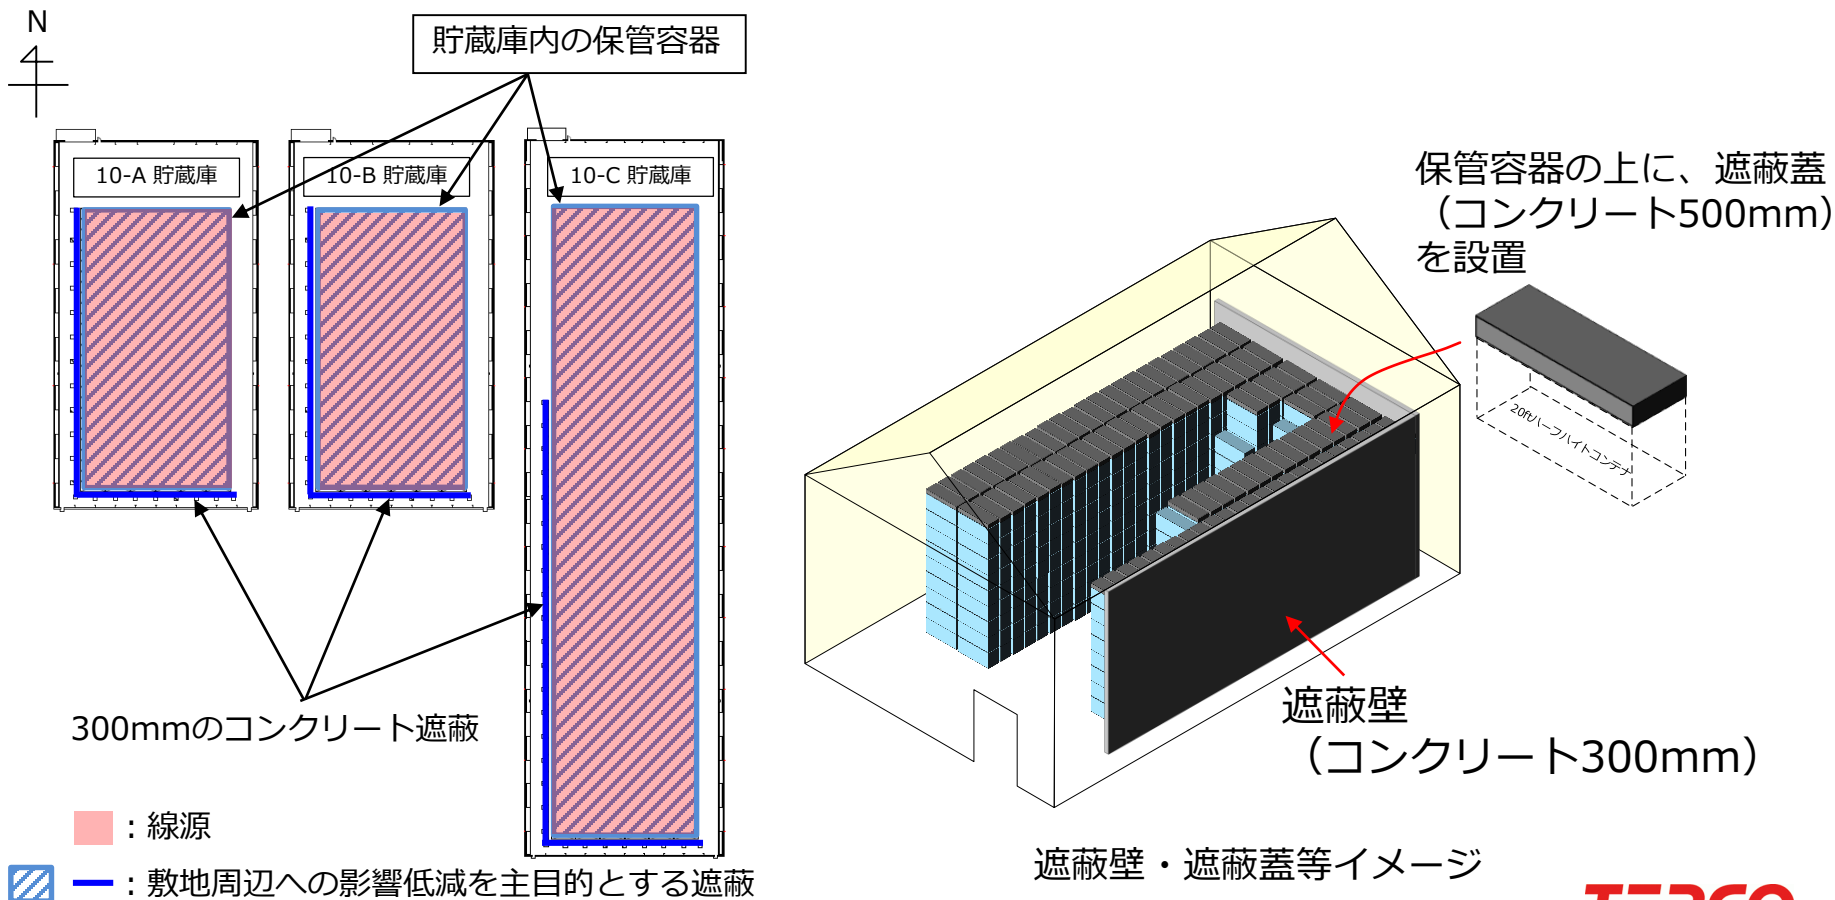 N
貯蔵庫内の保管容器
10-A 貯蔵庫
10-B 貯蔵庫
10-C 貯蔵庫
300mmのコンクリート遮蔽
：線源
：敷地周辺への影響低減を主目的とする遮蔽
保管容器の上に、遮蔽蓋
（コンクリート500mm）
を設置
20ftハーフハイトコンテナ
遮蔽壁
（コンクリート300mm）
遮蔽壁・遮蔽蓋等イメージ
TEPCO